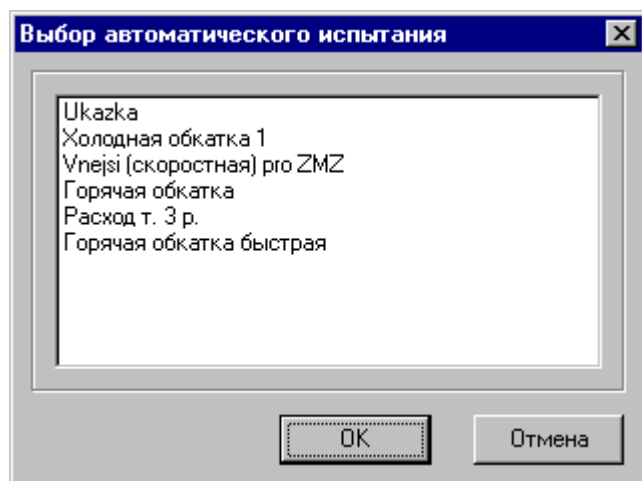 Выбор автоматического испытания
Ukazka
Холодная обкатка 1
Vnejsi (скоростная) pro ZMZ
Горячая обкатка
Расход т. 3 р.
Горячая обкатка быстрая
OK
Отмена